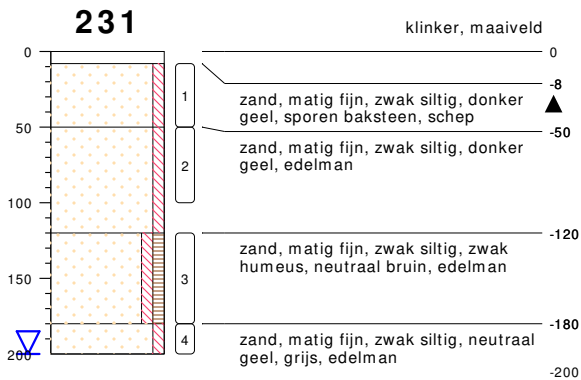 231
klinker, maaiveld
0
0
-8
1
zand, matig fijn, zwak siltig, donker
geel, sporen baksteen, schep
50
-50
2
zand, matig fijn, zwak siltig, donker
geel, edelman
100
-120
3
zand, matig fijn, zwak siltig, zwak
humeus, neutraal bruin, edelman
150
-180
4
zand, matig fijn, zwak siltig, neutraal
geel, grijs, edelman
200
-200